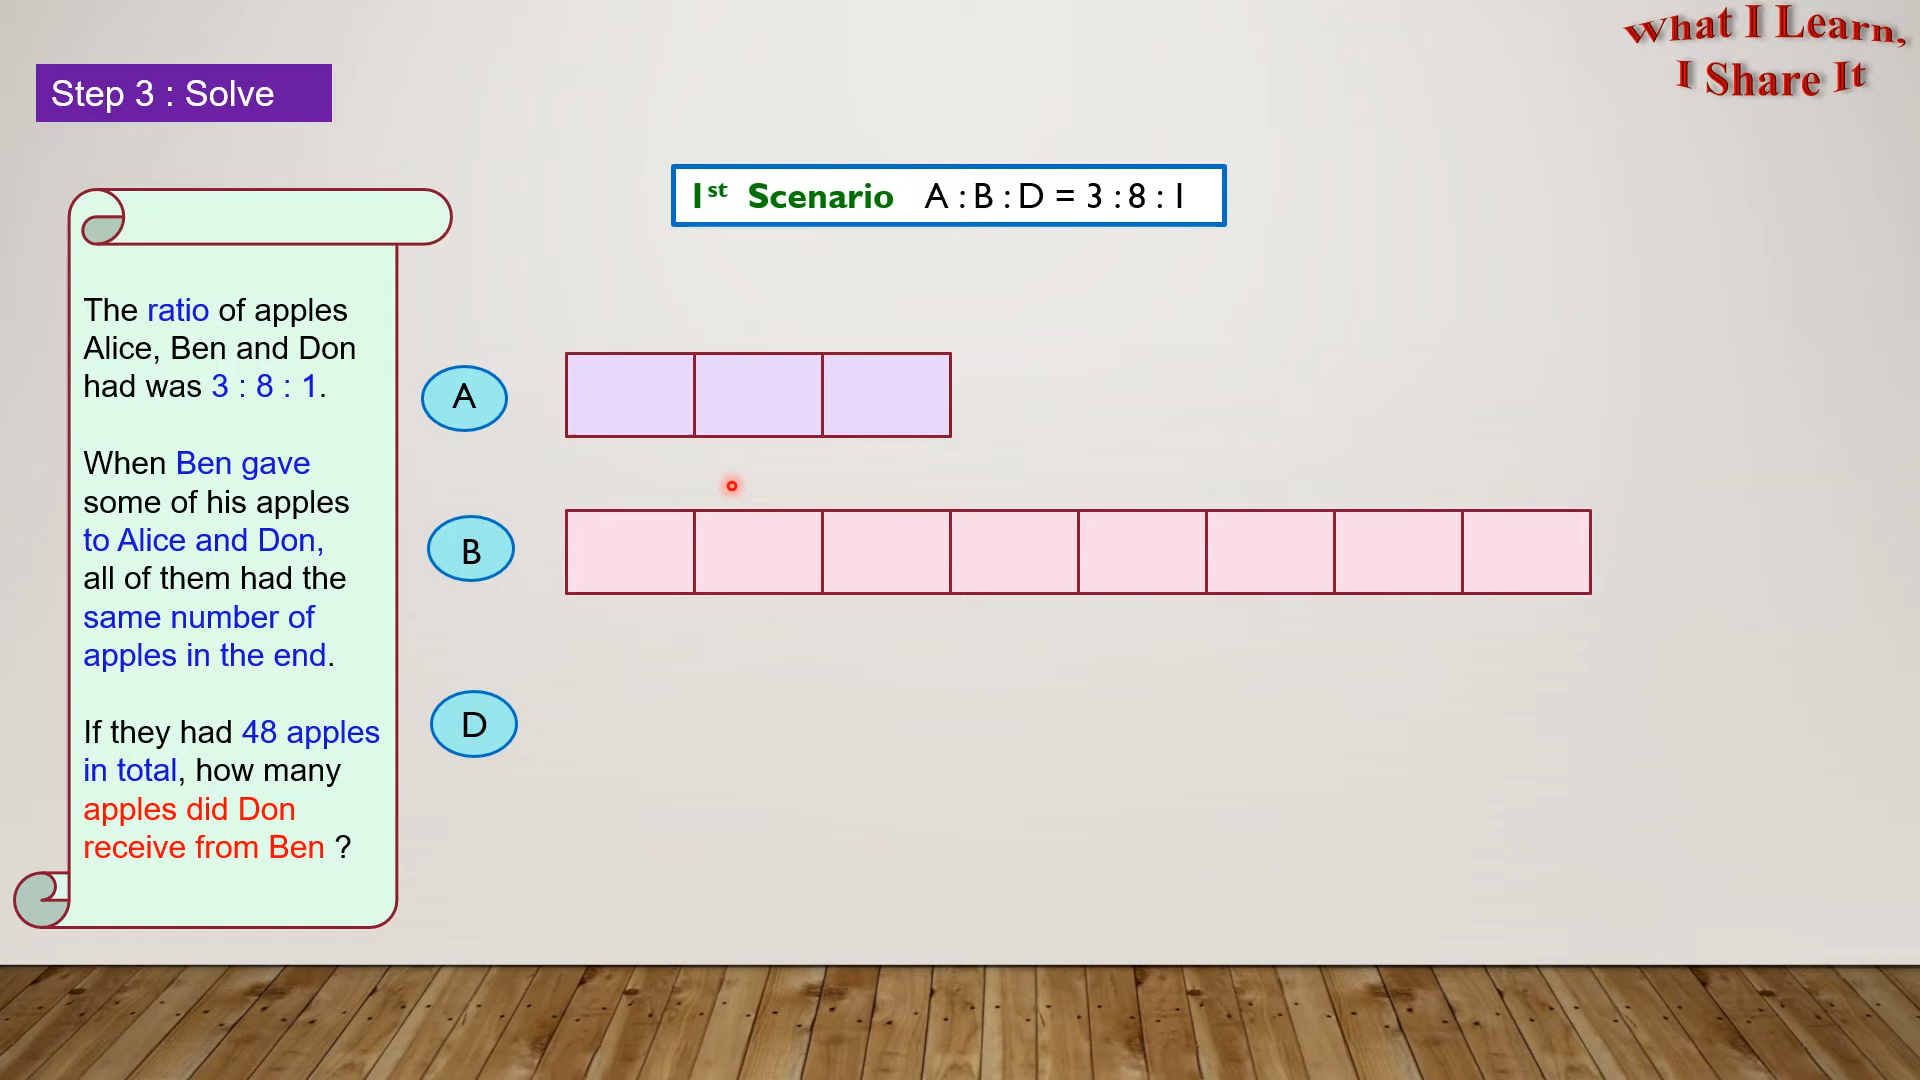 What I Learn,
I Share It
Step 3 : Solve
1st Scenario A : B : D = 3 : 8 : 1
The ratio of apples
Alice, Ben and Don
had was 3 : 8 : 1.
When Ben gave
some of his apples
to Alice and Don,
all of them had the
same number of
apples in the end.
If they had 48 apples
in total, how many
apples did Don
receive from Ben ?
A
B
D